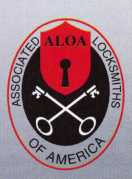 ALOA
ASSOCIATED LOCKSMITHS
OF AMERICA